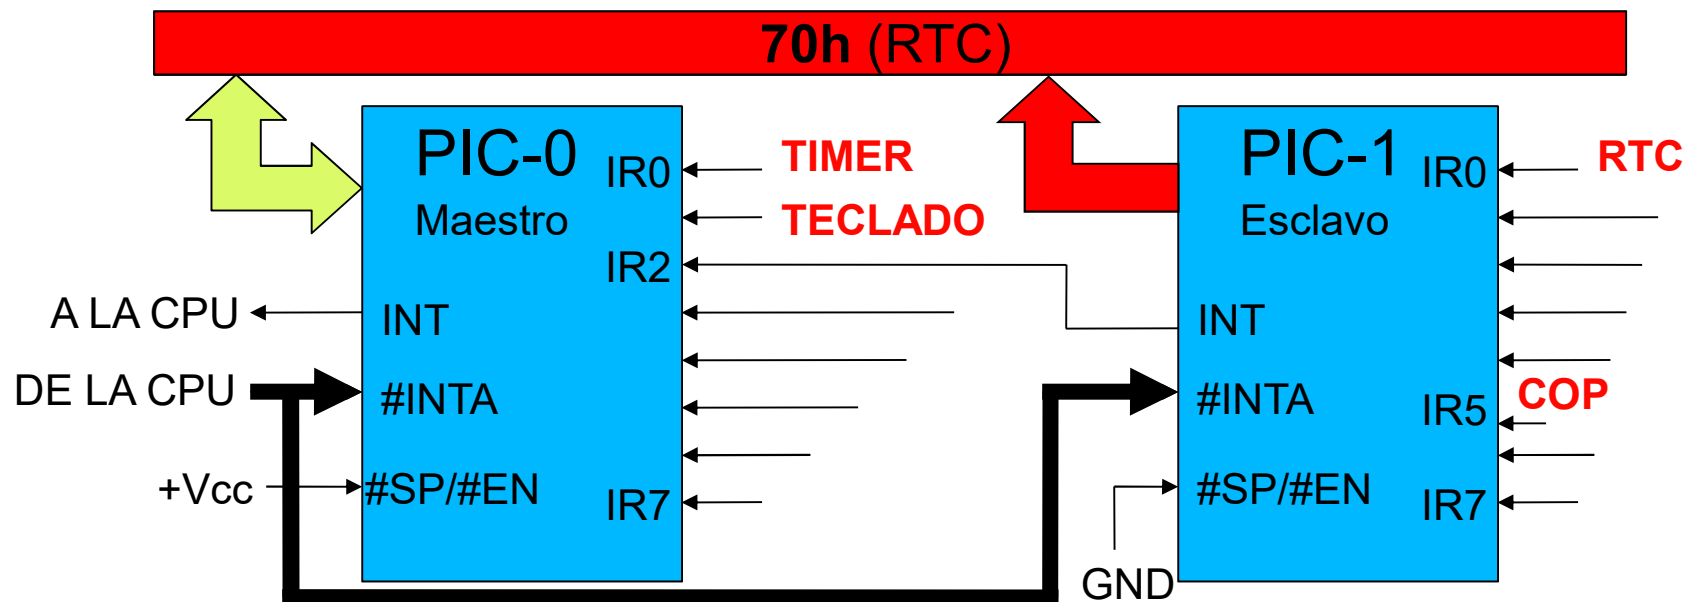 70h (RTC)
PIC-0
Maestro
IR0
TIMER
TECLADO
IR2
A LA CPU
INT
DE LA CPU
#INTA
+Vcc
#SP/#EN
IR7
PIC-1
Esclavo
IR0
RTC
INT
#INTA
IR5
COP
#SP/#EN
IR7
GND